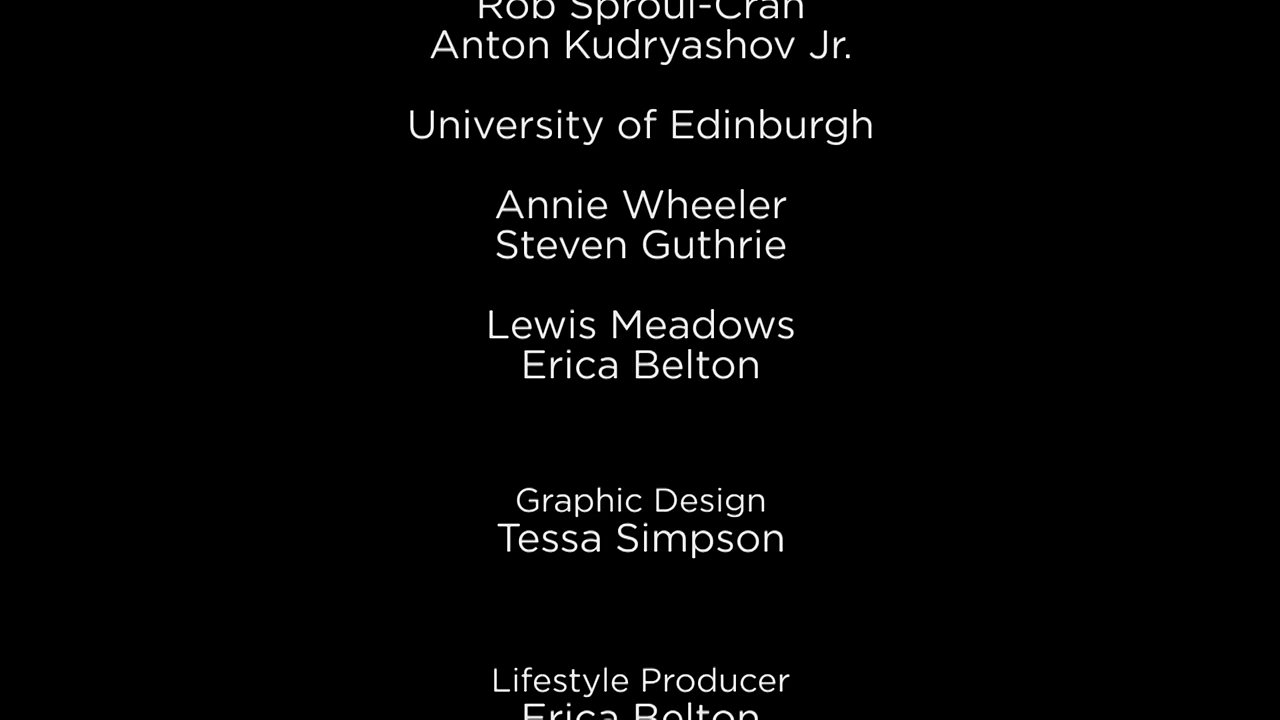 Rob Sproul-Cran
Anton Kudryashov Jr.
University of Edinburgh
Annie Wheeler
Steven Guthrie
Lewis Meadows
Erica Belton
Graphic Design
Tessa Simpson
Lifestyle Producer
Erica Belton